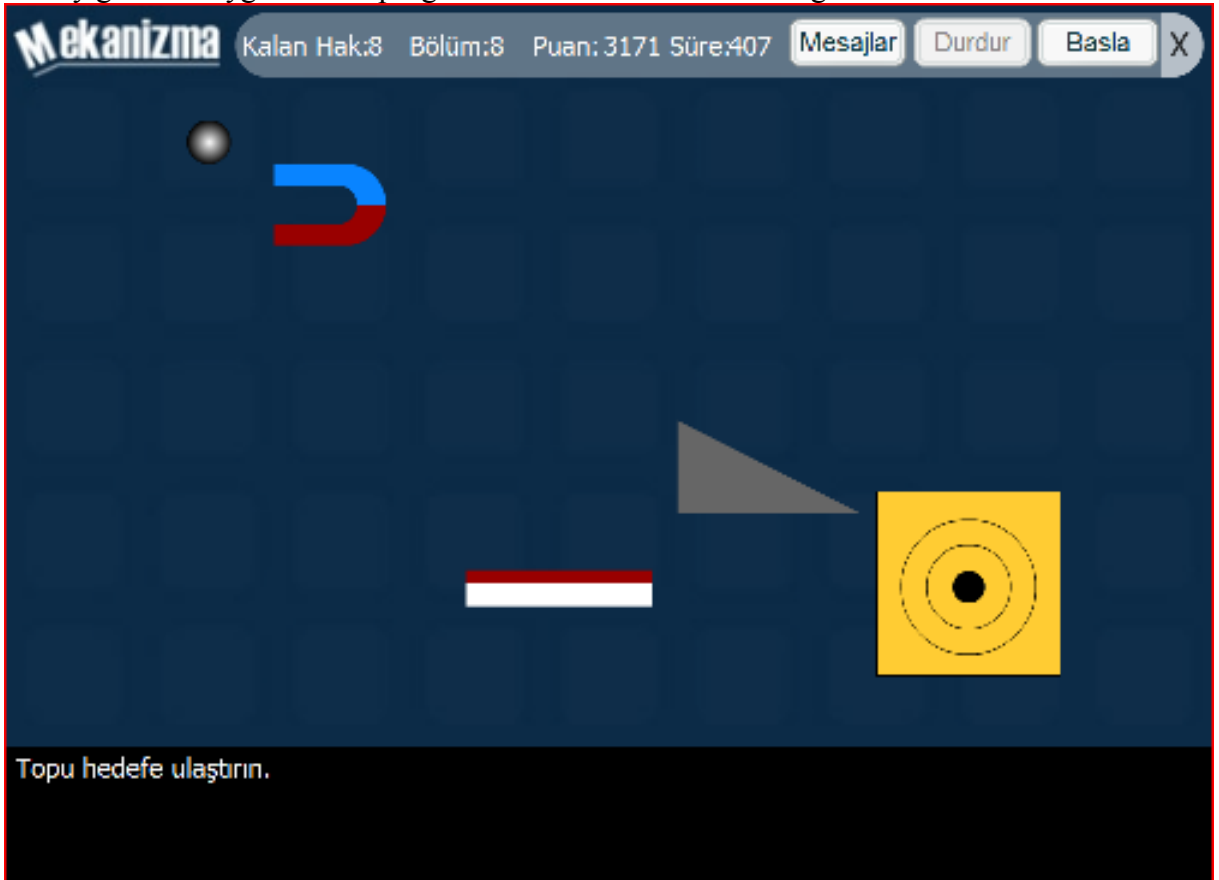 Mekanizma Kalan Hak:8 Bölüm:8 Puan: 3171 Süre:407 Mesajlar Durdur Basla X
Topu hedefe ulaştırın.